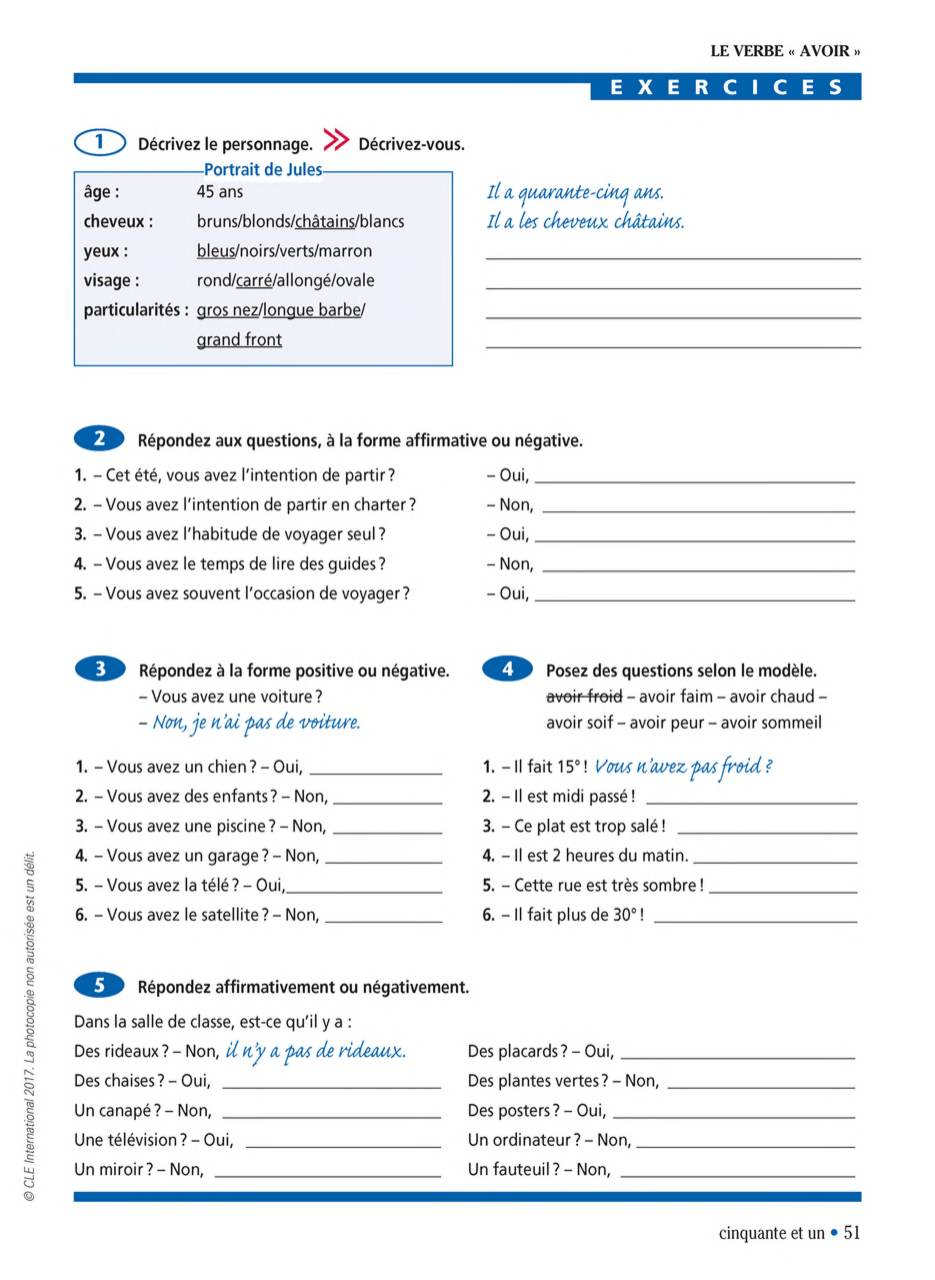 LE VERBE « AVOIR »
EXERCICES
1 Décrivez le personnage. >> Décrivez-vous.
Portrait de Jules
âge : 45 ans
cheveux : bruns/blonds/châtains/blancs
yeux : bleus/noirs/verts/marron
visage : rond/carré/allongé/ovale
particularités : gros nez/longue barbe/
grand front
Il a quarante-cinq ans.
Il a les cheveux châtains.
2 Répondez aux questions, à la forme affirmative ou négative.
1. – Cet été, vous avez l'intention de partir ? – Oui,
2. – Vous avez l'intention de partir en charter ? – Non,
3. – Vous avez l'habitude de voyager seul ? – Oui,
4. – Vous avez le temps de lire des guides ? – Non,
5. – Vous avez souvent l'occasion de voyager ? – Oui,
3 Répondez à la forme positive ou négative.
– Vous avez une voiture ?
– Non, je n'ai pas de voiture.
1. – Vous avez un chien ? – Oui,
2. – Vous avez des enfants ? – Non,
3. – Vous avez une piscine ? – Non,
4. – Vous avez un garage ? – Non,
5. – Vous avez la télé ? – Oui,
6. – Vous avez le satellite ? – Non,
4 Posez des questions selon le modèle.
avoir froid – avoir faim – avoir chaud –
avoir soif – avoir peur – avoir sommeil
1. – Il fait 15° ! Vous n'avez pas froid ?
2. – Il est midi passé !
3. – Ce plat est trop salé !
4. – Il est 2 heures du matin.
5. – Cette rue est très sombre !
6. – Il fait plus de 30° !
5 Répondez affirmativement ou négativement.
Dans la salle de classe, est-ce qu'il y a :
Des rideaux ? – Non, il n'y a pas de rideaux.
Des chaises ? – Oui,
Un canapé ? – Non,
Une télévision ? – Oui,
Un miroir ? – Non,
Des placards ? – Oui,
Des plantes vertes ? – Non,
Des posters ? – Oui,
Un ordinateur ? – Non,
Un fauteuil ? – Non,
© CLE International 2017. La photocopie non autorisée est un délit.
cinquante et un • 51